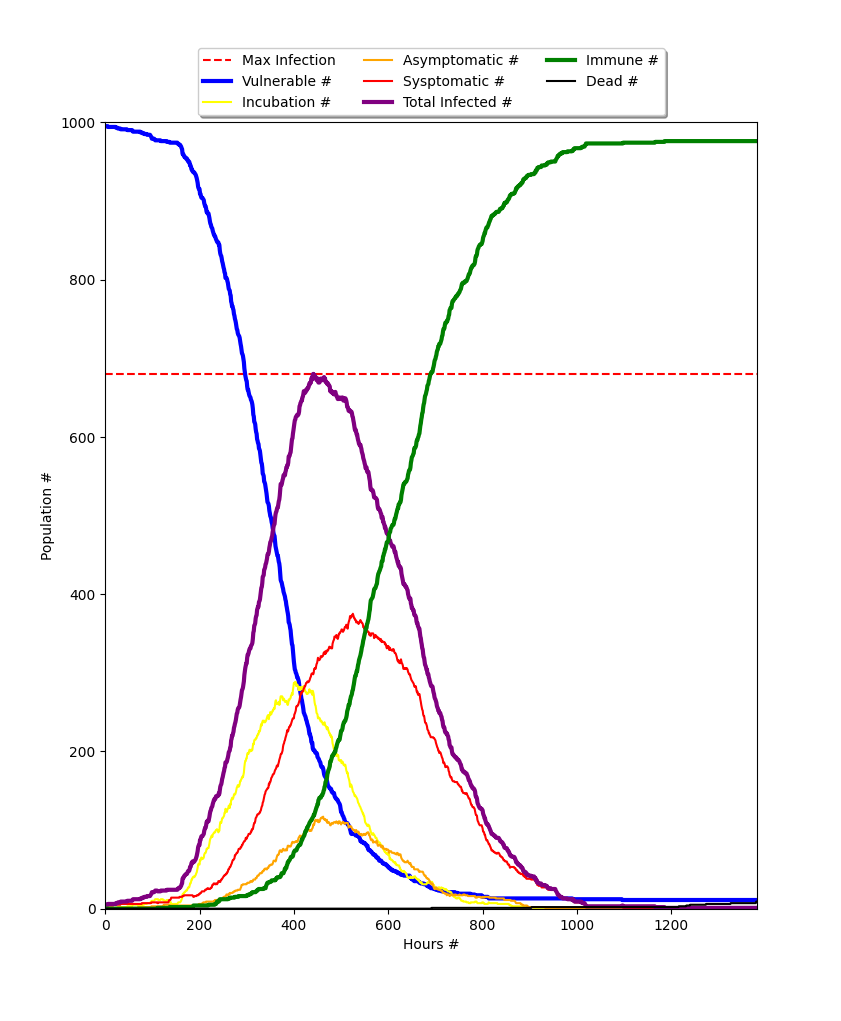 Max Infection Asymptomatic # Immune #
Vulnerable # Sysptomatic # Dead #
Incubation # Total Infected #
1000
800
600
400
200
0
Population #
0 200 400 600 800 1000 1200
Hours #